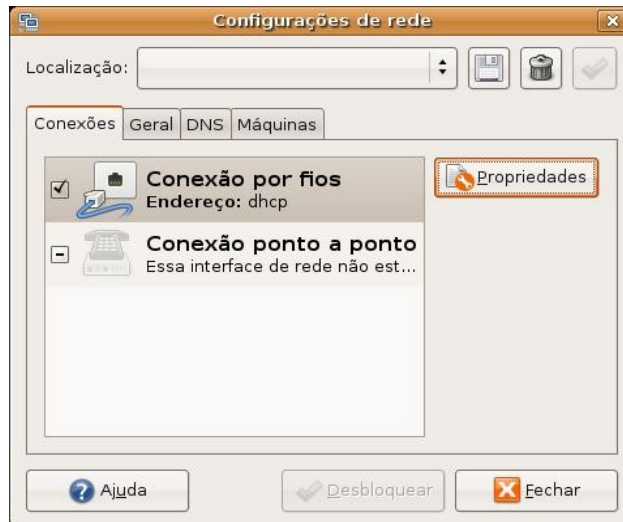 Configurações de rede
Localização:
Conexões Geral DNS Máquinas
Conexão por fios
Endereço: dhcp
Propriedades
Conexão ponto a ponto
Essa interface de rede não est...
Ajuda Desbloquear Fechar